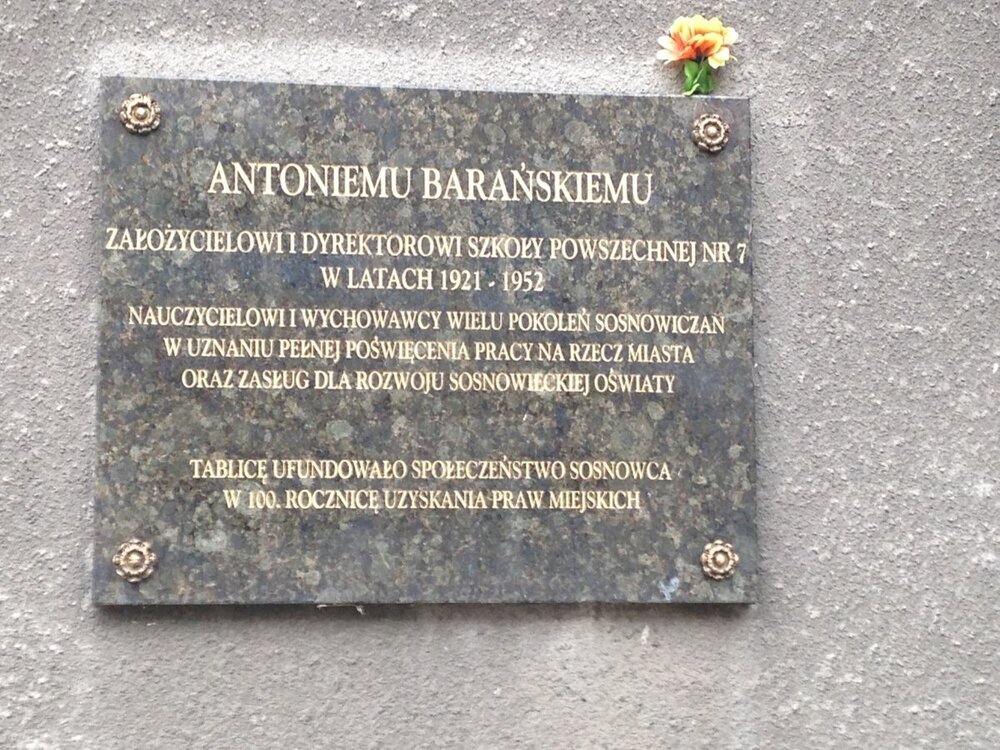 ANTONIEMU BARAŃSKIEMU
ZAŁOŻYCIELOWI I DYREKTOROWI SZKOŁY POWSZECHNEJ NR 7
W LATACH 1921 - 1952
NAUCZYCIELOWI I WYCHOWAWCY WIELU POKOLEŃ SOSNOWICZAN
W UZNANIU PEŁNEJ POŚWIĘCENIA PRACY NA RZECZ MIASTA
ORAZ ZASŁUG DLA ROZWOJU SOSNOWIECKIEJ OŚWIATY
TABLICĘ UFUNDOWAŁO SPOŁECZEŃSTWO SOSNOWCA
W 100. ROCZNICĘ UZYSKANIA PRAW MIEJSKICH